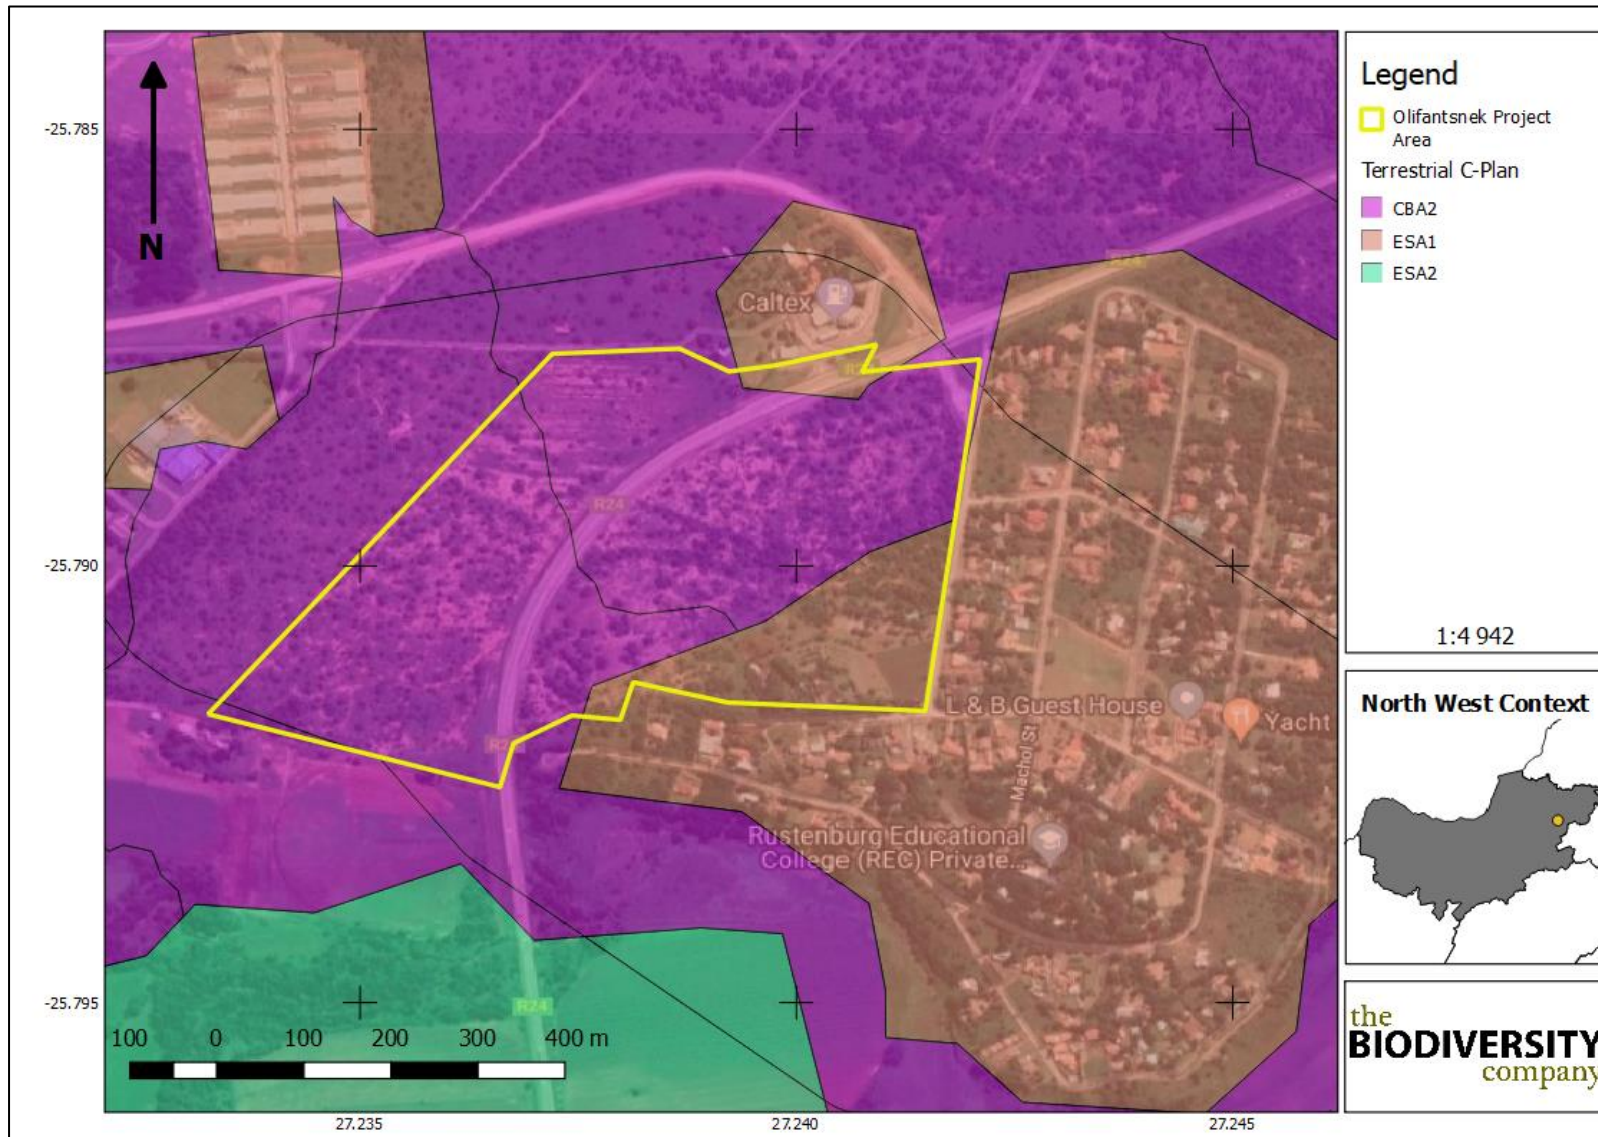 Legend
Olifantsnek Project
Area
Terrestrial C-Plan
CBA2
ESA1
ESA2
1:4 942
North West Context
the
BIODIVERSITY
company
-25.785
-25.790
-25.795
27.235
27.240
27.245
N
Caltex
R24
L & B Guest House
Yacht
Machol St
Rustenburg Educational
College (REC) Private...
R24
100 0 100 200 300 400 m